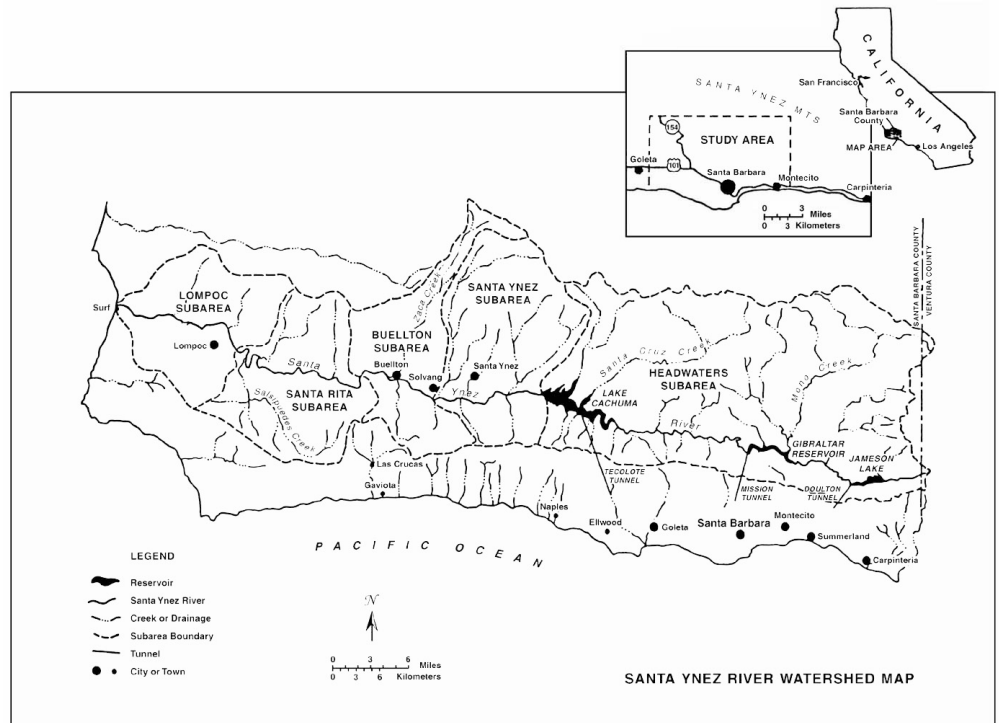 CALIFORNIA
San Francisco
Santa Barbara
County
MAP AREA
Los Angeles
SANTA YNEZ MTS
154
STUDY AREA
Goleta
101
Santa Barbara
Montecito
Carpinteria
0 3
Miles
0 3 Kilometers
SANTA BARBARA COUNTY
VENTURA COUNTY
LOMPOC
SUBAREA
Surf
Lompoc
Santa
SANTA RITA
SUBAREA
Salsipuedes Creek
Zaca Creek
BUELLTON
SUBAREA
Buellton
Solvang
SANTA YNEZ
SUBAREA
Santa Ynez
Ynez
Santa Cruz Creek
HEADWATERS
SUBAREA
Mono Creek
LAKE
CACHUMA
River
GIBRALTAR
RESERVOIR
JAMESON
LAKE
TECOLOTE
TUNNEL
MISSION
TUNNEL
DOULTON
TUNNEL
Las Crucas
Gaviota
Naples
Ellwood
Goleta
Santa Barbara
Montecito
Summerland
Carpinteria
PACIFIC OCEAN
LEGEND
Reservoir
Santa Ynez River
Creek or Drainage
Subarea Boundary
Tunnel
City or Town
N
0 3 6
Miles
0 3 6 Kilometers
SANTA YNEZ RIVER WATERSHED MAP